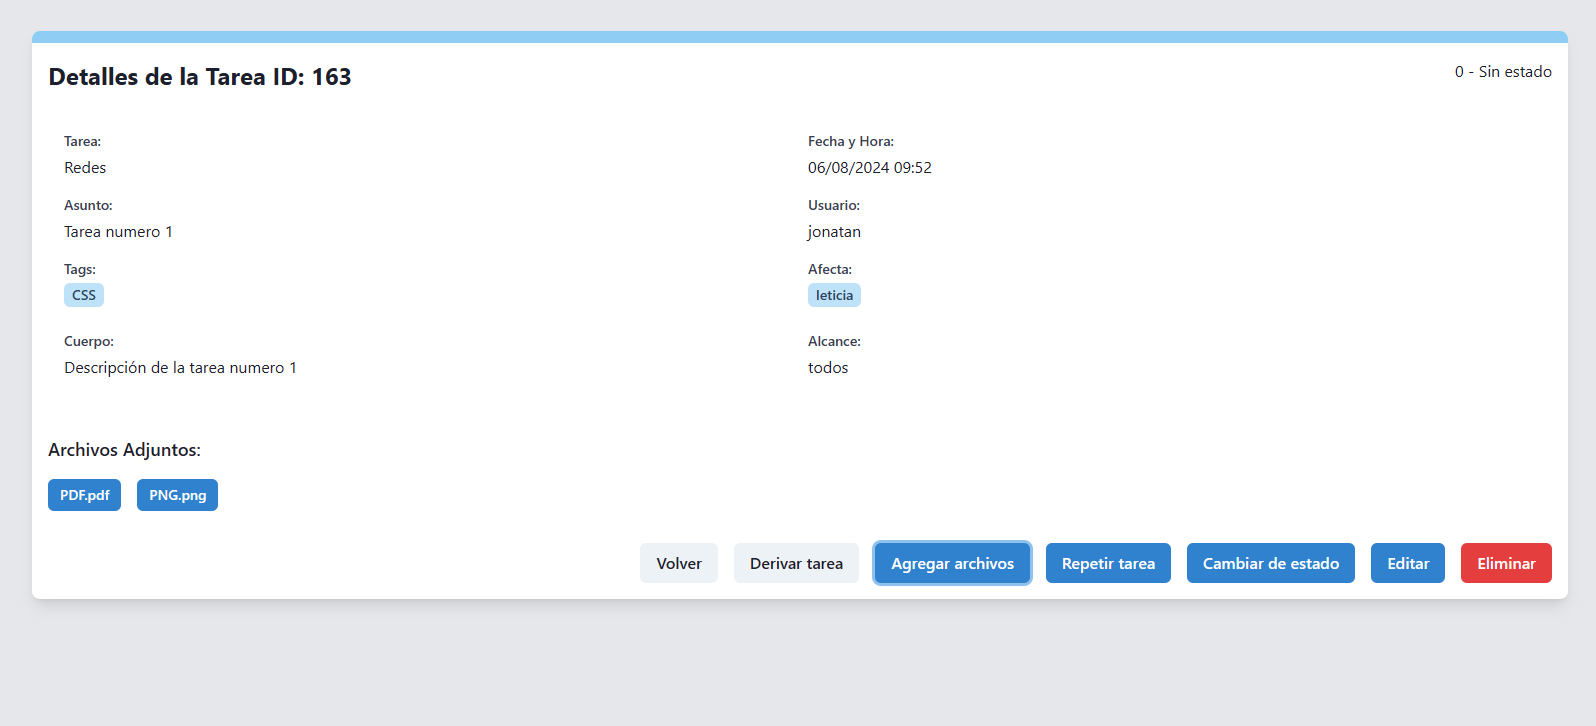 Detalles de la Tarea ID: 163
0 - Sin estado
Tarea:
Redes
Fecha y Hora:
06/08/2024 09:52
Asunto:
Tarea numero 1
Usuario:
jonatan
Tags:
CSS
Afecta:
leticia
Cuerpo:
Descripción de la tarea numero 1
Alcance:
todos
Archivos Adjuntos:
PDF.pdf
PNG.png
Volver
Derivar tarea
Agregar archivos
Repetir tarea
Cambiar de estado
Editar
Eliminar